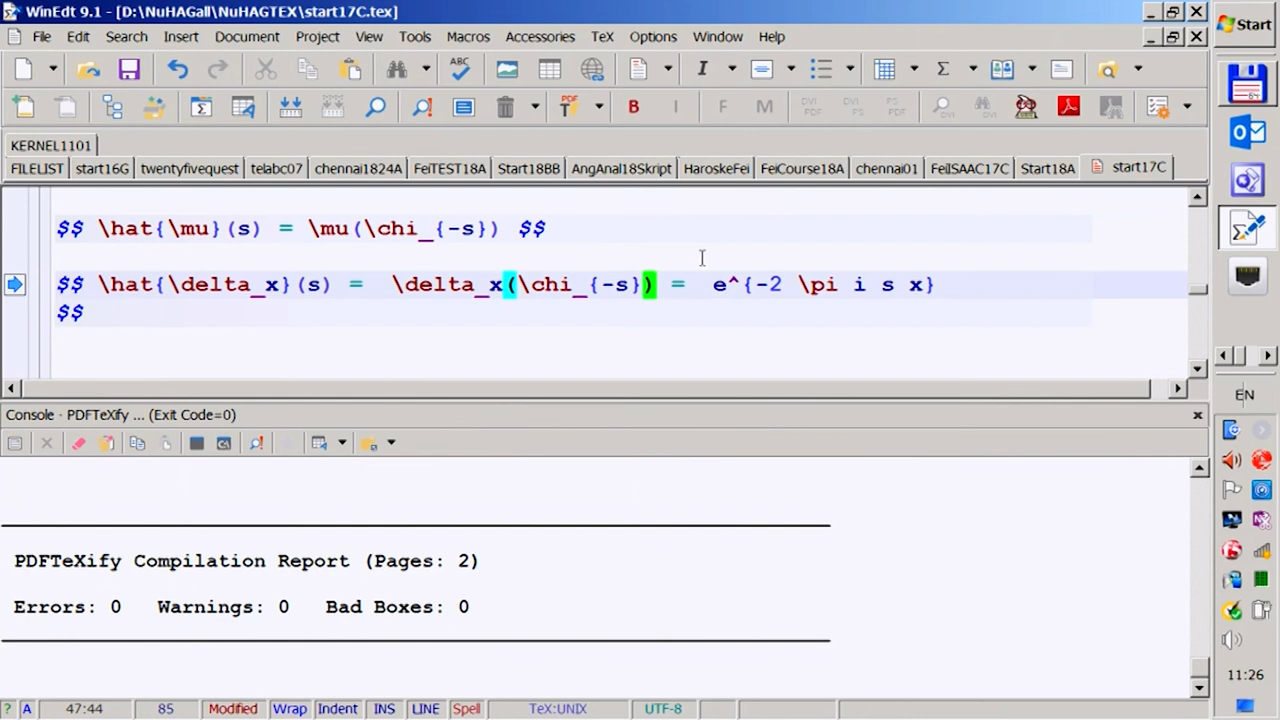 WinEdt 9.1 - [D:\NuHAGall\NuHAGTEX\start17C.tex]
Start
File Edit Search Insert Document Project View Tools Macros Accessories TeX Options Window Help
KERNEL1101
FILELIST start16G twentyfivequest telabc07 chennai1824A FeiTEST18A Start18BB AngAnal18Skript HaroskeFei FeiCourse18A chennai01 FeiISAAC17C Start18A start17C
$$ \hat{\mu}(s) = \mu(\chi_{-s}) $$
$$ \hat{\delta_x}(s) = \delta_x(\chi_{-s}) = e^{-2 \pi i s x}
$$
EN
Console - PDFTeXify ... (Exit Code=0)
PDFTeXify Compilation Report (Pages: 2)
Errors: 0 Warnings: 0 Bad Boxes: 0
11:26
? A 47:44 85 Modified Wrap Indent INS LINE Spell TeX:UNIX UTF-8